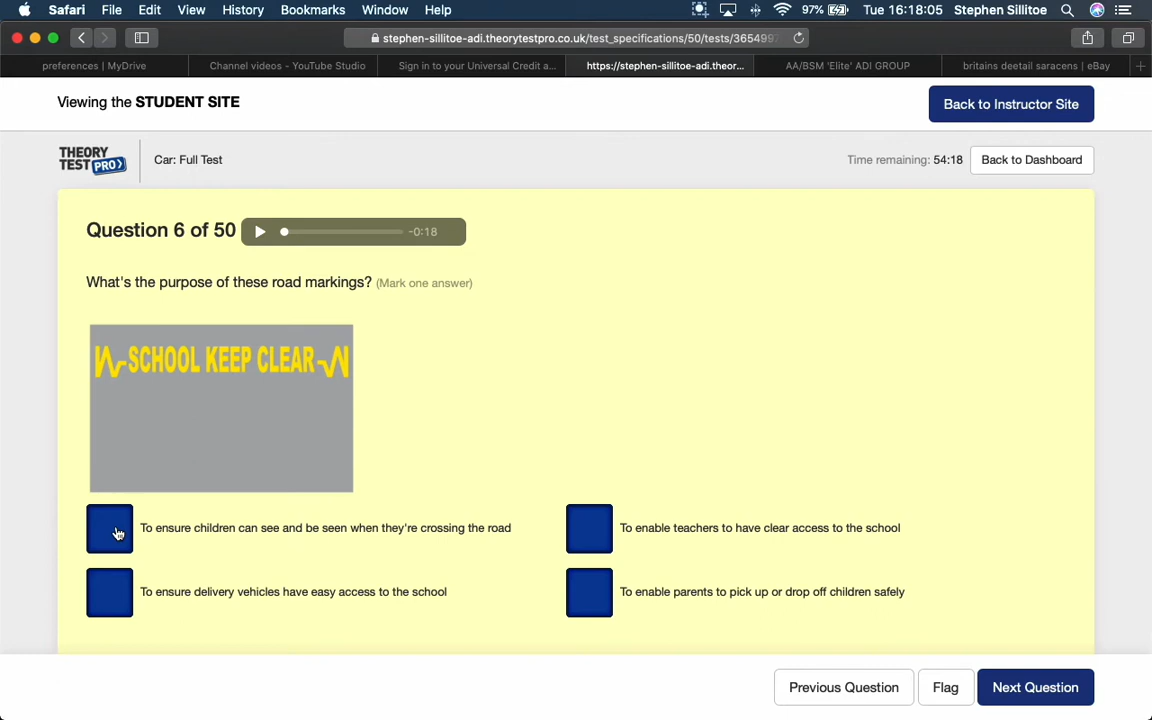 Safari File Edit View History Bookmarks Window Help 97% Tue 16:18:05 Stephen Sillitoe
stephen-sillitoe-adi.theorytestpro.co.uk/test_specifications/50/tests/3654997
preferences | MyDrive Channel videos - YouTube Studio Sign in to your Universal Credit a... https://stephen-sillitoe-adi.theor... AA/BSM 'Elite' ADI GROUP britains deetail saracens | eBay
Viewing the STUDENT SITE Back to Instructor Site
THEORY
TEST PRO Car: Full Test Time remaining: 54:18 Back to Dashboard
Question 6 of 50 -0:18
What's the purpose of these road markings? (Mark one answer)
SCHOOL KEEP CLEAR
To ensure children can see and be seen when they're crossing the road To enable teachers to have clear access to the school
To ensure delivery vehicles have easy access to the school To enable parents to pick up or drop off children safely
Previous Question Flag Next Question